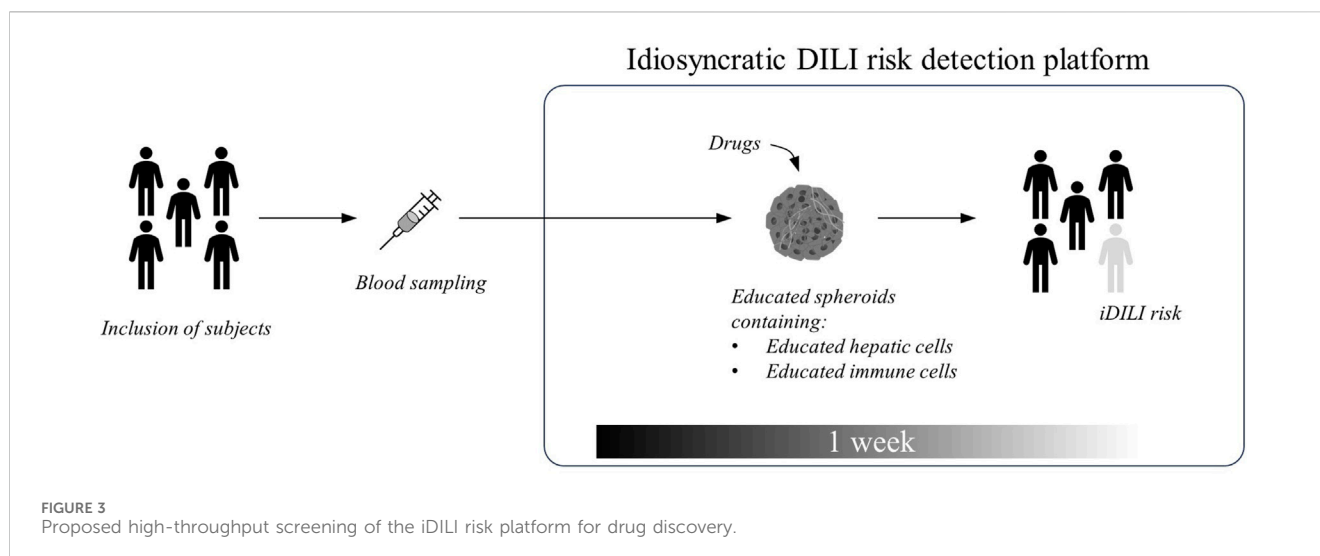 Idiosyncratic DILI risk detection platform
Drugs
Blood sampling
Inclusion of subjects
Educated spheroids
containing:
• Educated hepatic cells
• Educated immune cells
iDILI risk
1 week
FIGURE 3
Proposed high-throughput screening of the iDILI risk platform for drug discovery.